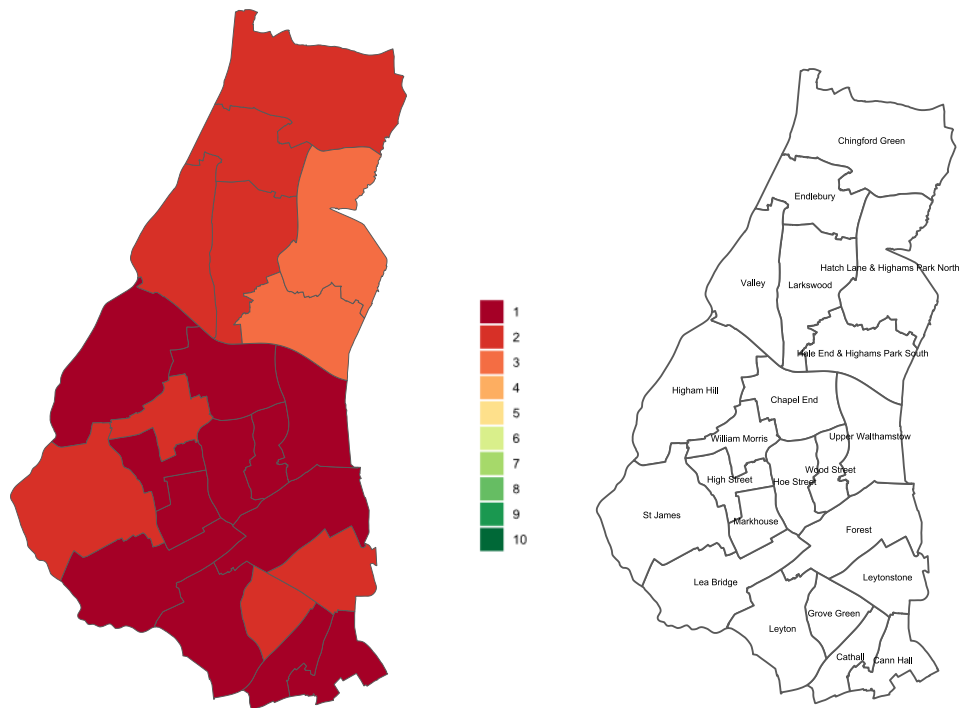 1
2
3
4
5
6
7
8
9
10
Chingford Green
Endlebury
Hatch Lane & Highams Park North
Valley
Larkswood
Hale End & Highams Park South
Higham Hill
Chapel End
William Morris
Upper Walthamstow
High Street
Hoe Street
Wood Street
St James
Markhouse
Forest
Lea Bridge
Leytonstone
Grove Green
Leyton
Cathall
Cann Hall